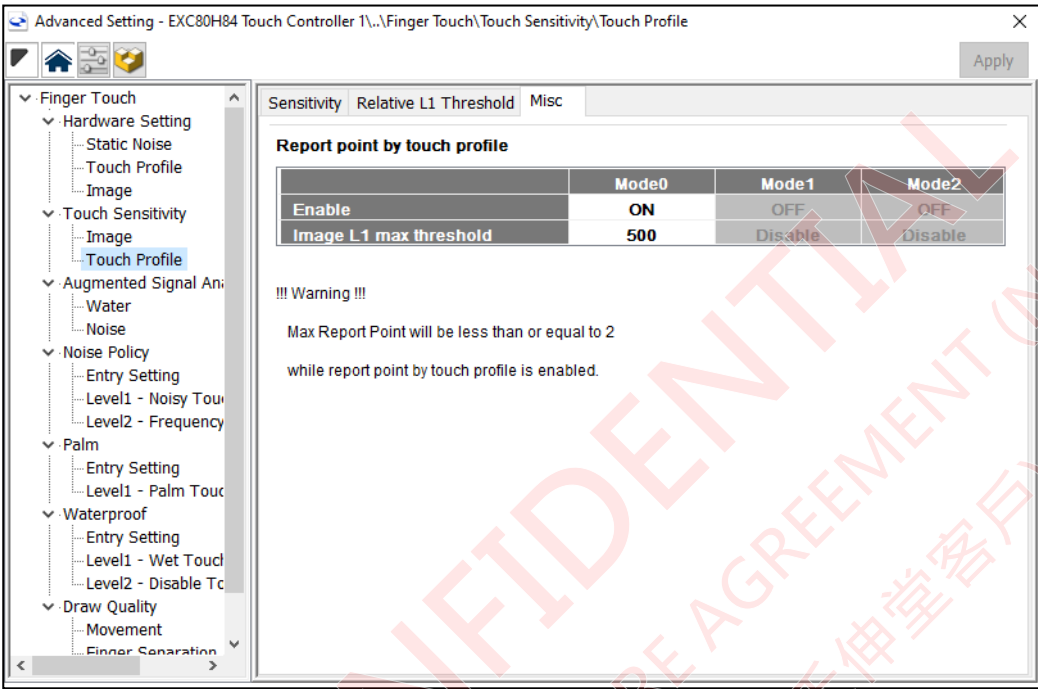 Advanced Setting - EXC80H84 Touch Controller 1\..\Finger Touch\Touch Sensitivity\Touch Profile
Apply
Finger Touch
Hardware Setting
Static Noise
Touch Profile
Image
Touch Sensitivity
Image
Touch Profile
Augmented Signal Ana
Water
Noise
Noise Policy
Entry Setting
Level1 - Noisy Tou
Level2 - Frequency
Palm
Entry Setting
Level1 - Palm Touc
Waterproof
Entry Setting
Level1 - Wet Touch
Level2 - Disable To
Draw Quality
Movement
Finger Separation
Sensitivity Relative L1 Threshold Misc
Report point by touch profile
Mode0 Mode1 Mode2
Enable ON OFF OFF
Image L1 max threshold 500 Disable Disable
!!! Warning !!!
Max Report Point will be less than or equal to 2
while report point by touch profile is enabled.
NFIDENTIAL
RE AGREEMENT (N